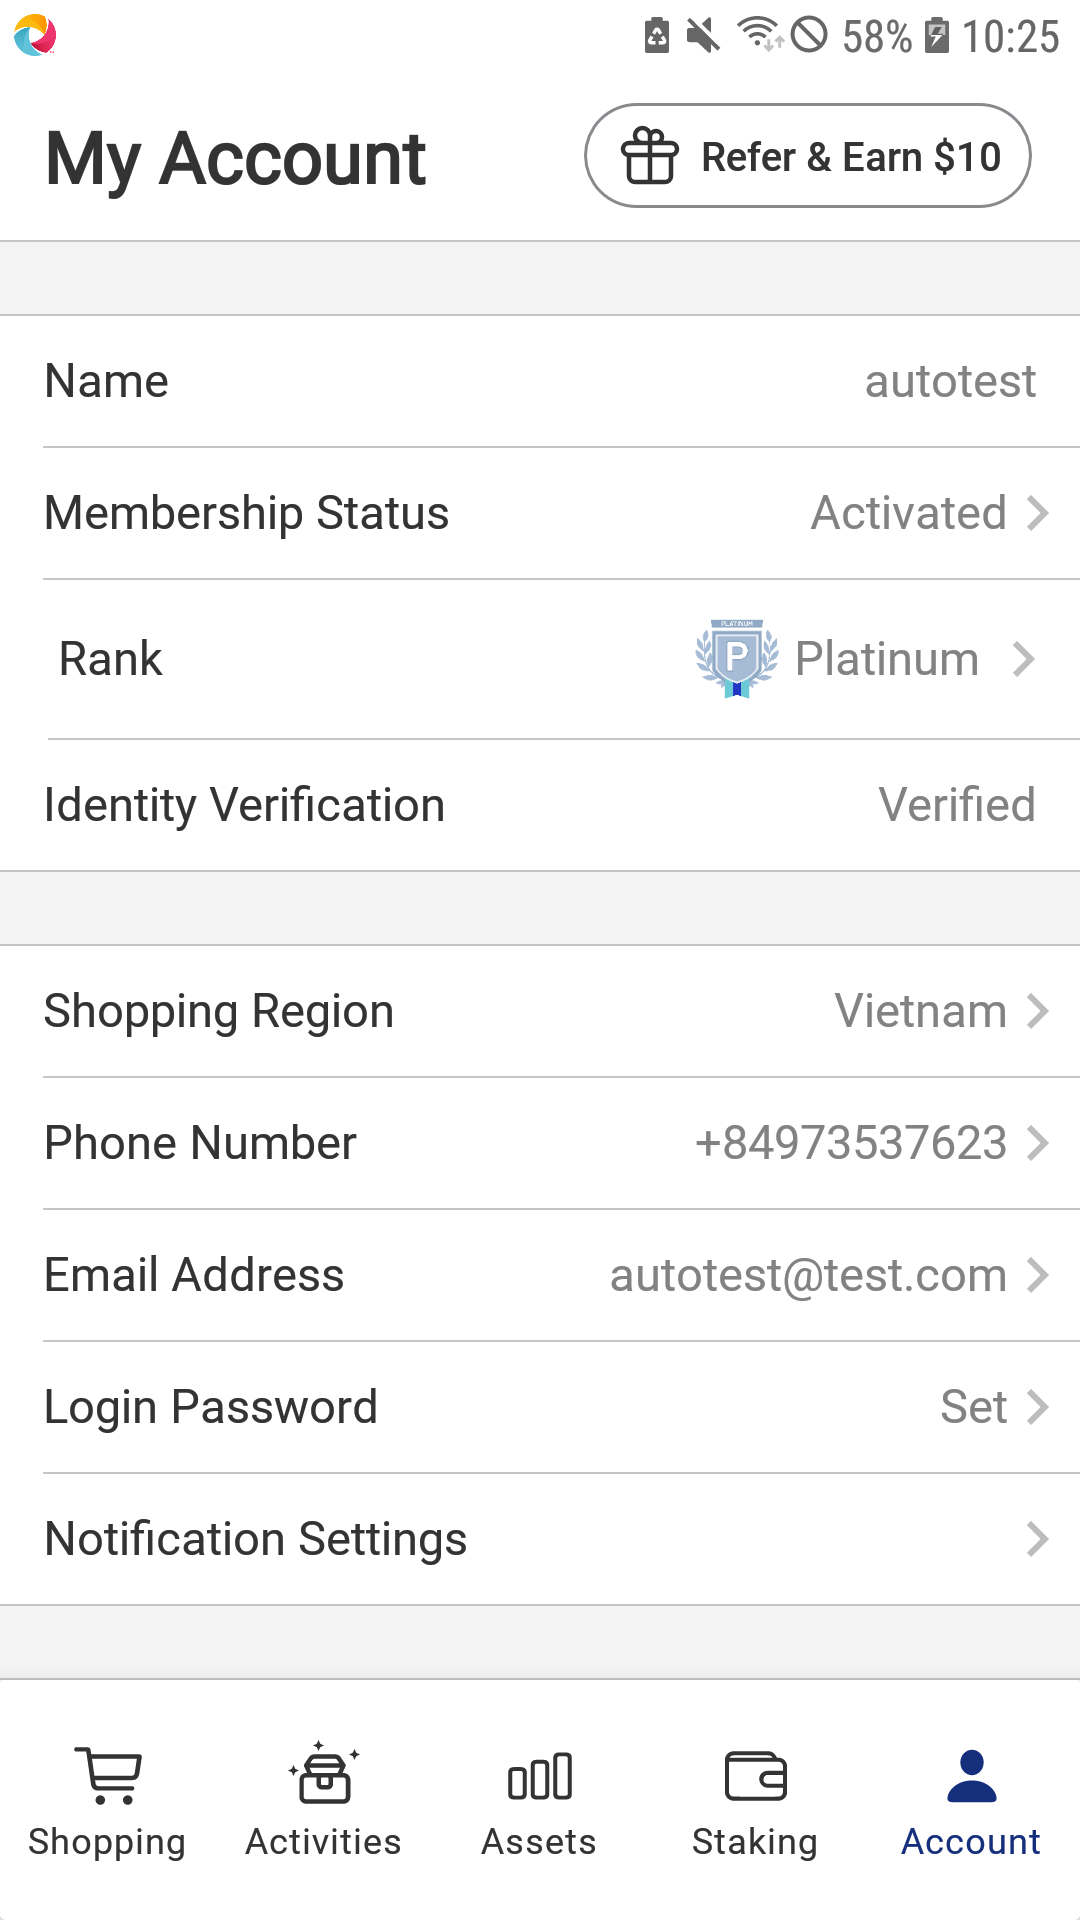 58% 10:25
My Account
Refer & Earn $10
Name autotest
Membership Status Activated
Rank PLATINUM P Platinum
Identity Verification Verified
Shopping Region Vietnam
Phone Number +84973537623
Email Address autotest@test.com
Login Password Set
Notification Settings
Shopping Activities Assets Staking Account